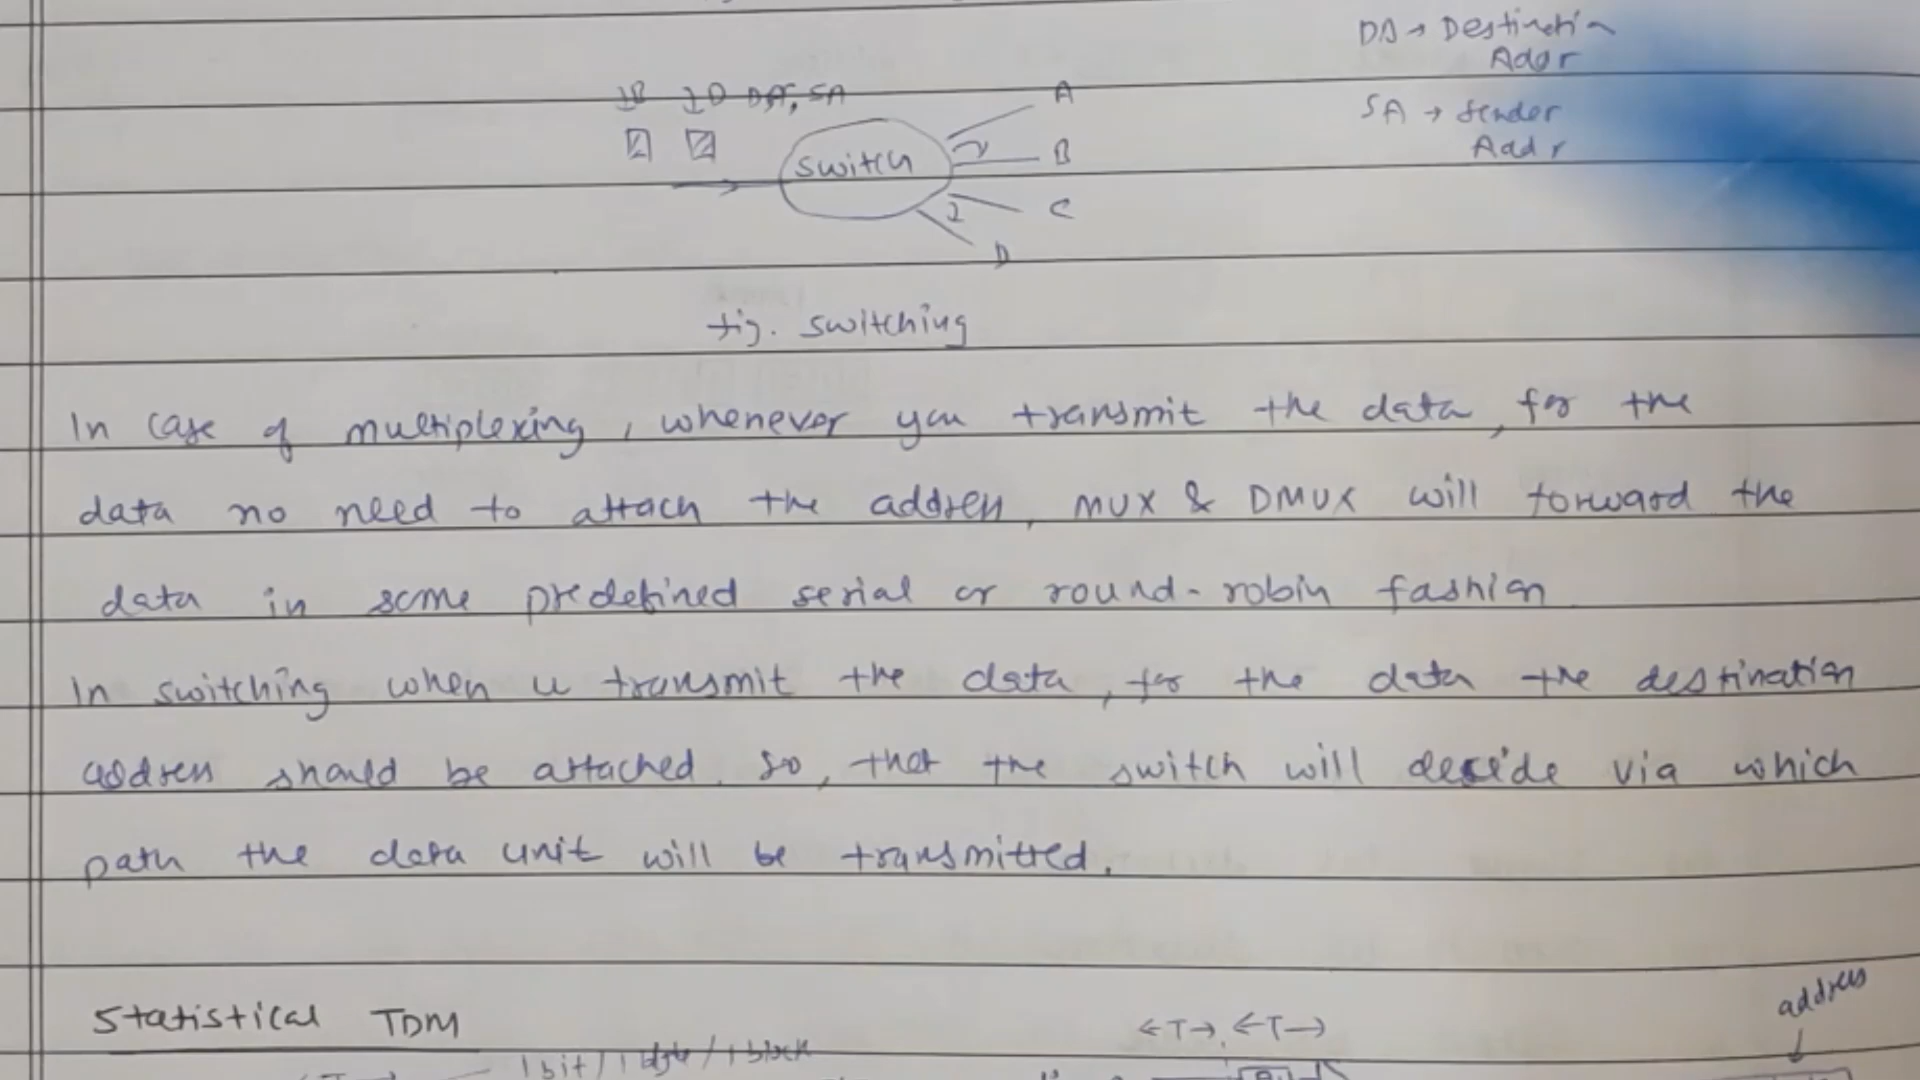 DA → Destination
Addr
SA → Sender
Addr
DA, SA
A
B
C
D
switch
fig. switching
In case of multiplexing, whenever you transmit the data, for the
data no need to attach the address, MUX & DMUX will forward the
data in some predefined serial or round-robin fashion
In switching when u transmit the data, for the data the destination
address should be attached. so, that the switch will decide via which
path the data unit will be transmitted.
address
Statistical TDM
←T→, ←T→
1 bit / 1 byte / 1 block